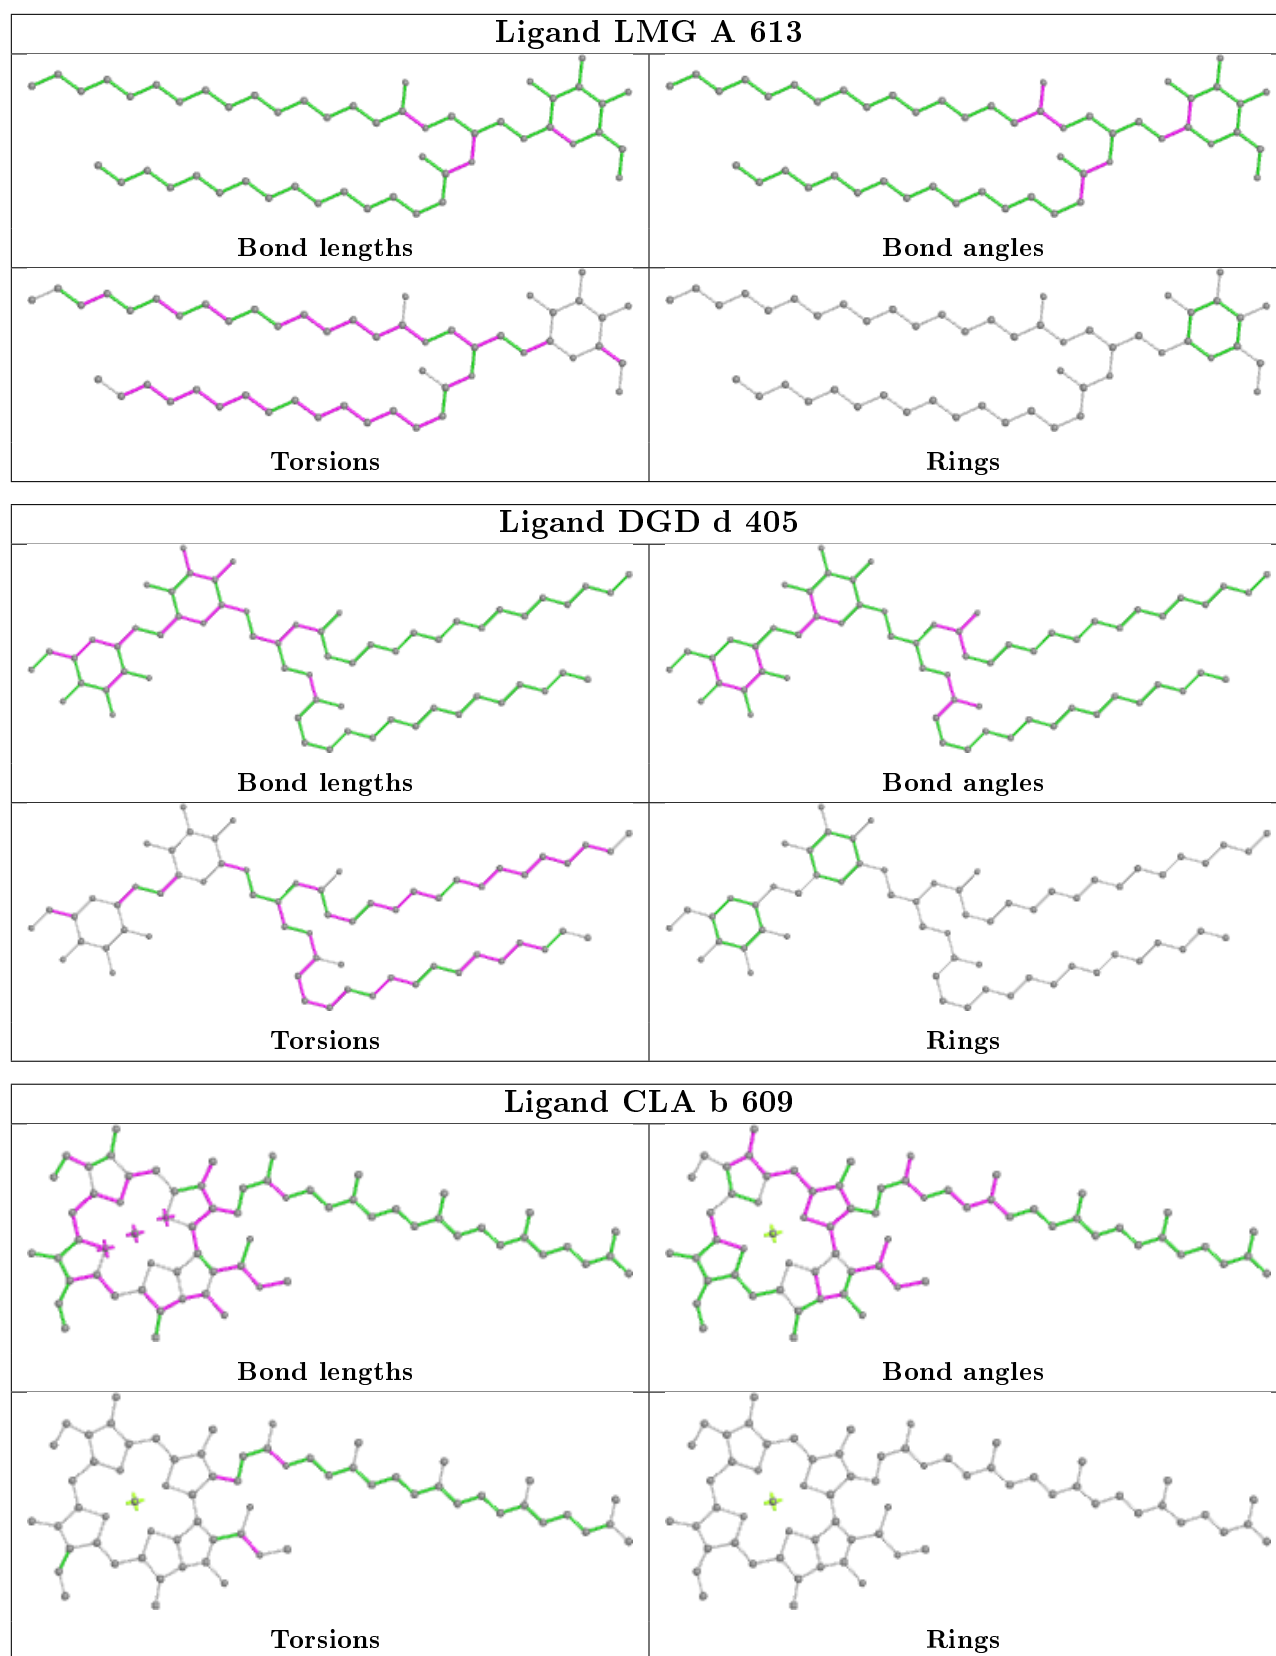 Ligand LMG A 613
Bond lengths
Bond angles
Torsions
Rings
Ligand DGD d 405
Bond lengths
Bond angles
Torsions
Rings
Ligand CLA b 609
Bond lengths
Bond angles
Torsions
Rings